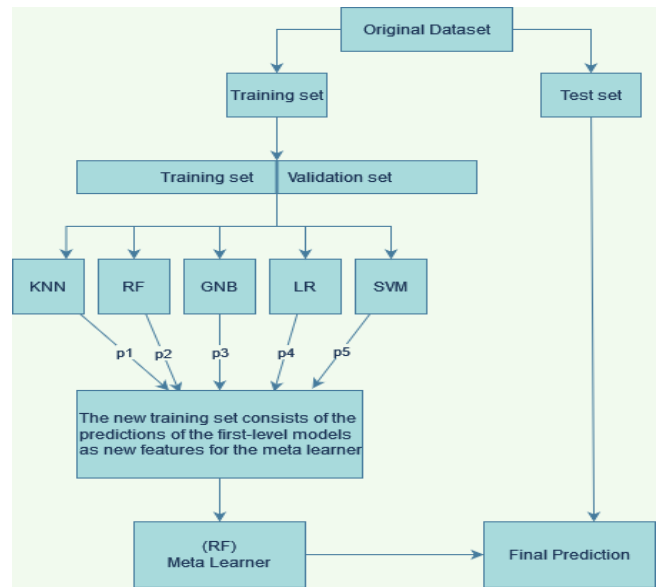 Original Dataset
Training set
Test set
Training set
Validation set
KNN
RF
GNB
LR
SVM
p1
p2
p3
p4
p5
The new training set consists of the
predictions of the first-level models
as new features for the meta learner
(RF)
Meta Learner
Final Prediction